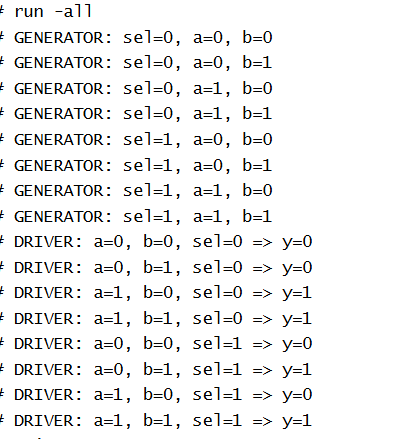 # run -all
# GENERATOR: sel=0, a=0, b=0
# GENERATOR: sel=0, a=0, b=1
# GENERATOR: sel=0, a=1, b=0
# GENERATOR: sel=0, a=1, b=1
# GENERATOR: sel=1, a=0, b=0
# GENERATOR: sel=1, a=0, b=1
# GENERATOR: sel=1, a=1, b=0
# GENERATOR: sel=1, a=1, b=1
# DRIVER: a=0, b=0, sel=0 => y=0
# DRIVER: a=0, b=1, sel=0 => y=0
# DRIVER: a=1, b=0, sel=0 => y=1
# DRIVER: a=1, b=1, sel=0 => y=1
# DRIVER: a=0, b=0, sel=1 => y=0
# DRIVER: a=0, b=1, sel=1 => y=1
# DRIVER: a=1, b=0, sel=1 => y=0
# DRIVER: a=1, b=1, sel=1 => y=1